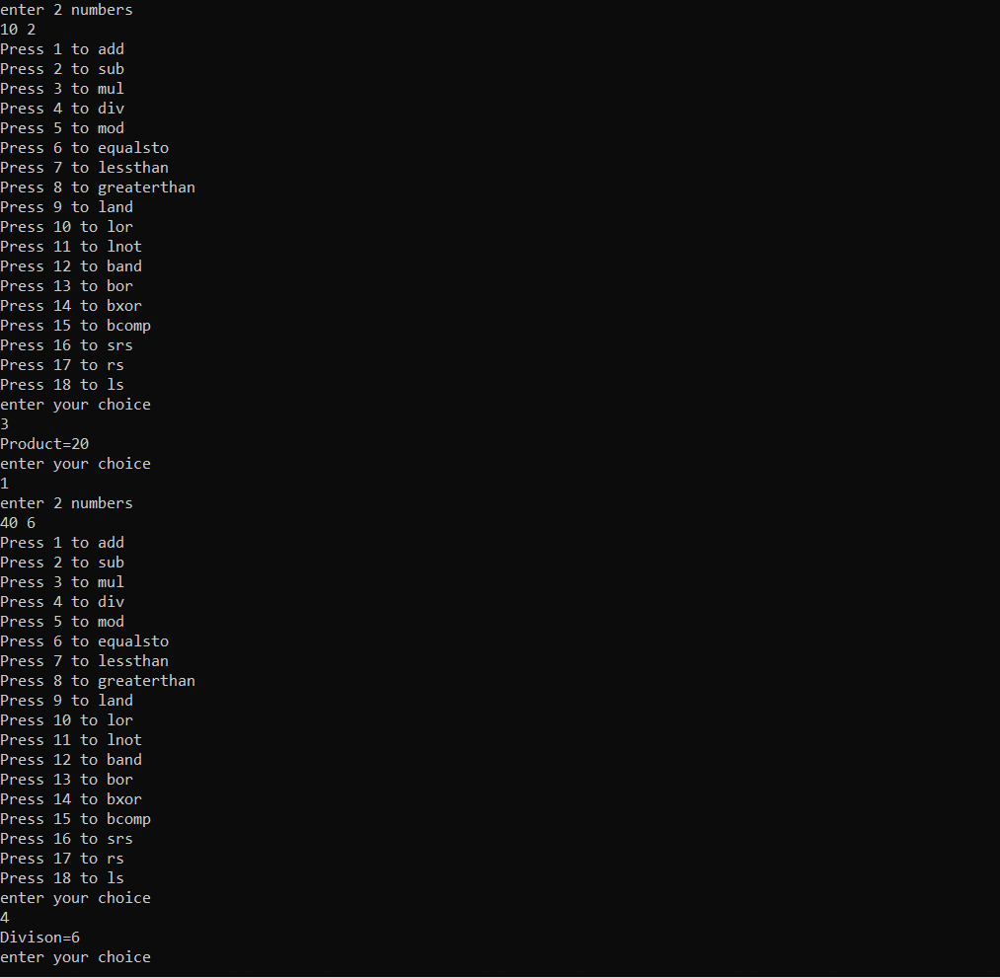 enter 2 numbers
10 2
Press 1 to add
Press 2 to sub
Press 3 to mul
Press 4 to div
Press 5 to mod
Press 6 to equalsto
Press 7 to lessthan
Press 8 to greaterthan
Press 9 to land
Press 10 to lor
Press 11 to lnot
Press 12 to band
Press 13 to bor
Press 14 to bxor
Press 15 to bcomp
Press 16 to srs
Press 17 to rs
Press 18 to ls
enter your choice
3
Product=20
enter your choice
1
enter 2 numbers
40 6
Press 1 to add
Press 2 to sub
Press 3 to mul
Press 4 to div
Press 5 to mod
Press 6 to equalsto
Press 7 to lessthan
Press 8 to greaterthan
Press 9 to land
Press 10 to lor
Press 11 to lnot
Press 12 to band
Press 13 to bor
Press 14 to bxor
Press 15 to bcomp
Press 16 to srs
Press 17 to rs
Press 18 to ls
enter your choice
4
Divison=6
enter your choice